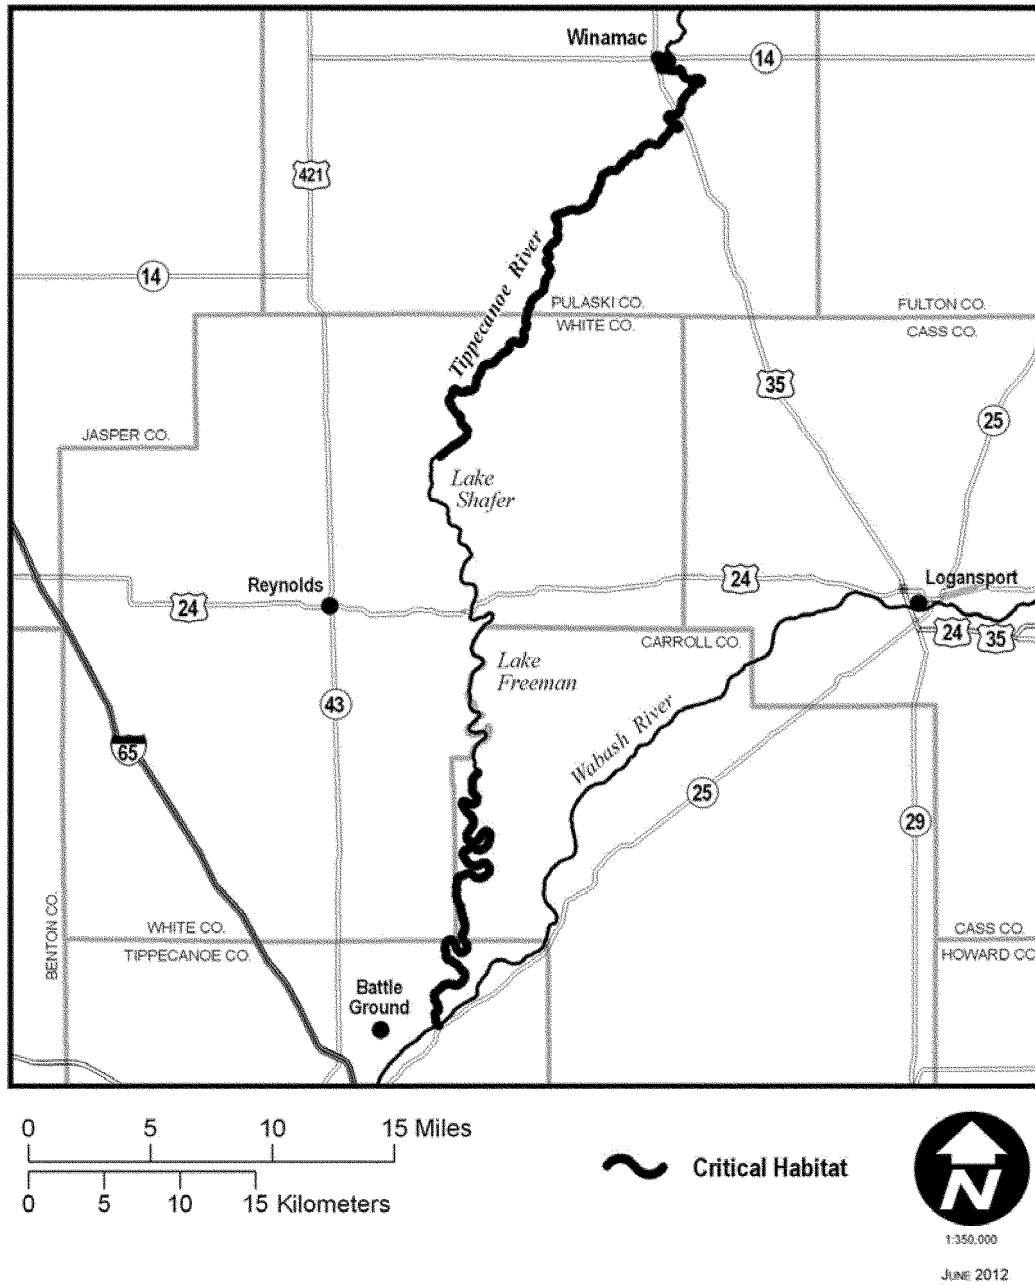 Winamac
14
421
14
Tippecanoe River
PULASKI CO.
WHITE CO.
FULTON CO.
CASS CO.
35
25
JASPER CO.
Lake
Shafer
Reynolds
24
24
Logansport
24
35
CARROLL CO.
Lake
Freeman
43
Wabash River
65
25
29
BENTON CO.
WHITE CO.
TIPPECANOE CO.
CASS CO.
HOWARD CO
Battle
Ground
0 5 10 15 Miles
0 5 10 15 Kilometers
Critical Habitat
N
1:350,000
JUNE 2012